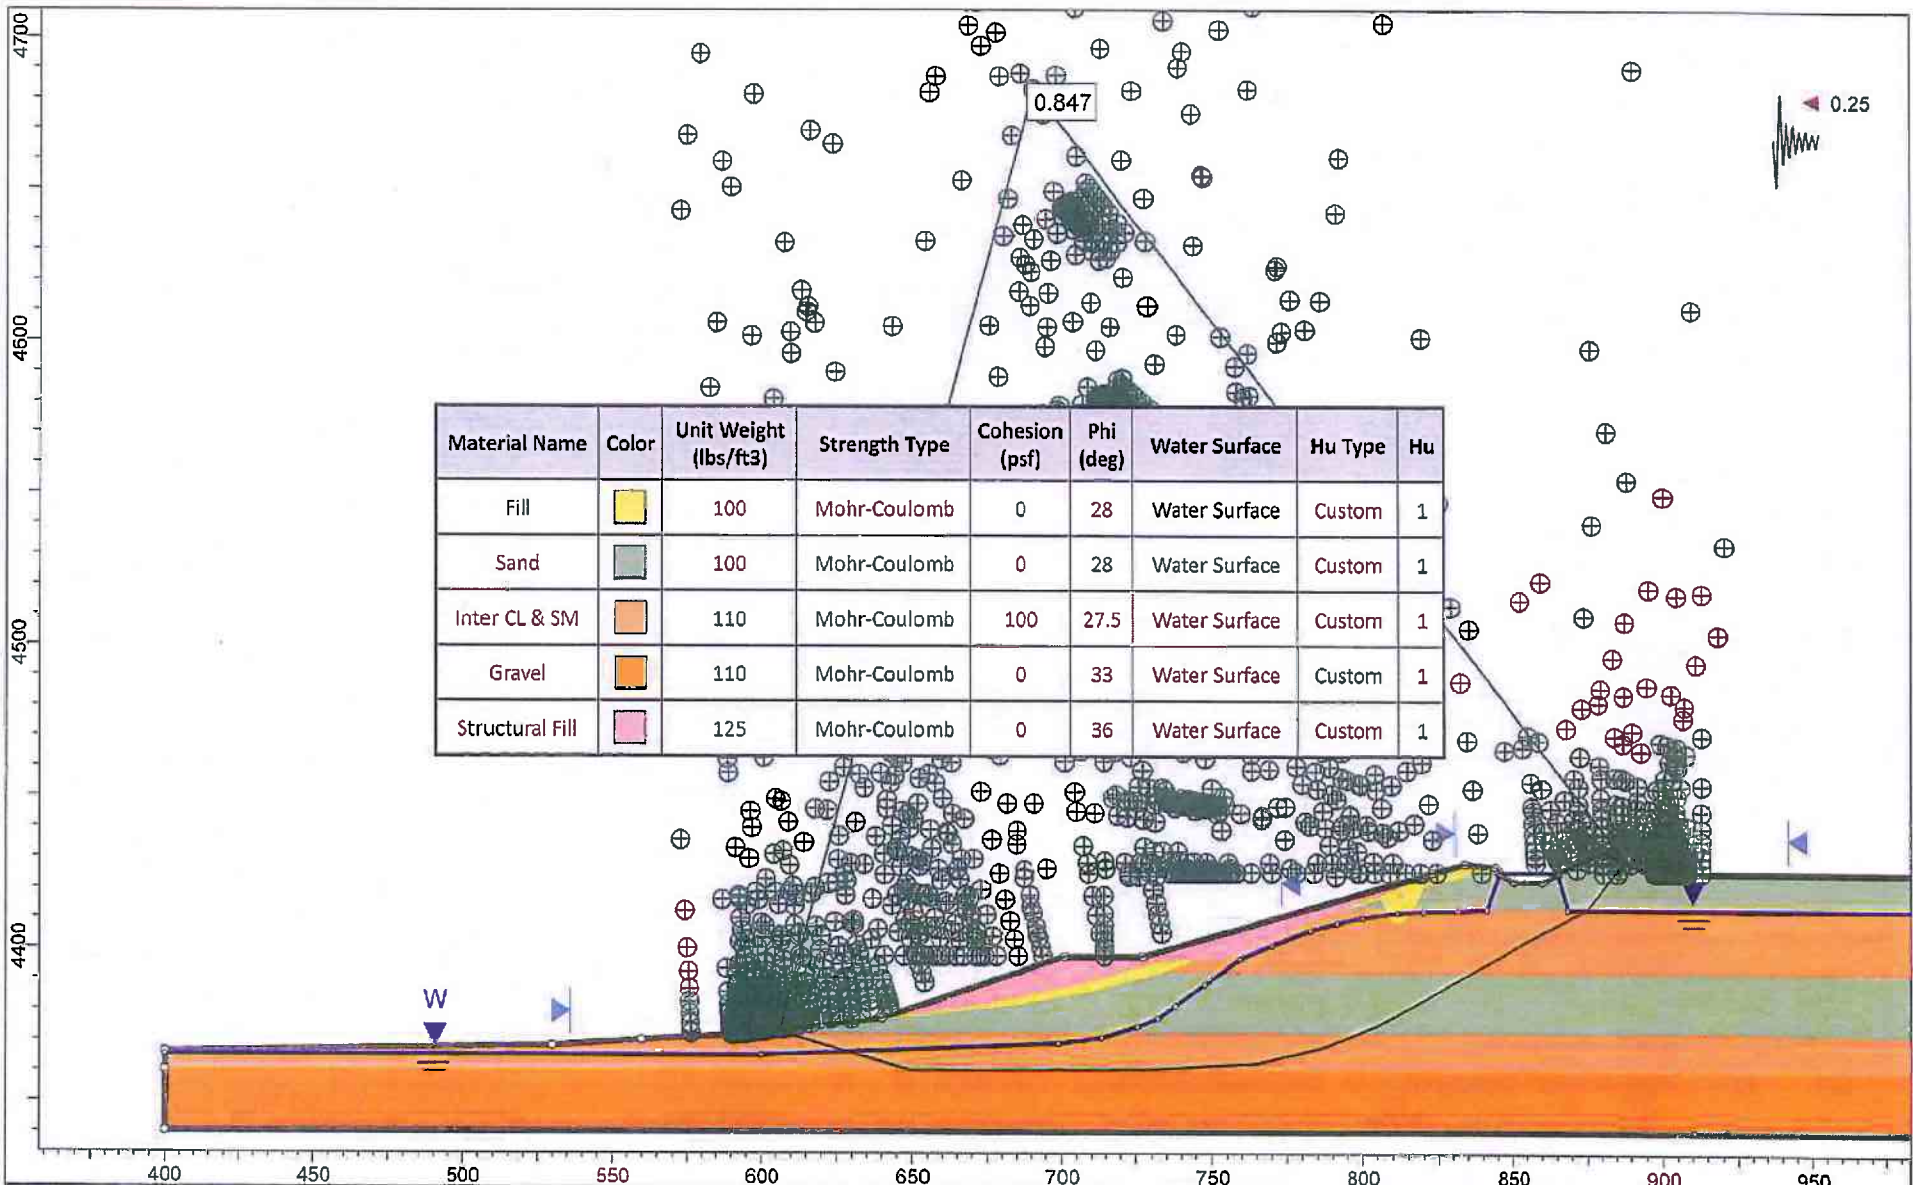 4700
0.847
0.25
4600
Material Name Color Unit Weight (lbs/ft3) Strength Type Cohesion (psf) Phi (deg) Water Surface Hu Type Hu
Fill 100 Mohr-Coulomb 0 28 Water Surface Custom 1
Sand 100 Mohr-Coulomb 0 28 Water Surface Custom 1
Inter CL & SM 110 Mohr-Coulomb 100 27.5 Water Surface Custom 1
Gravel 110 Mohr-Coulomb 0 33 Water Surface Custom 1
Structural Fill 125 Mohr-Coulomb 0 36 Water Surface Custom 1
4500
4400
W
400 450 500 550 600 650 700 750 800 850 900 950